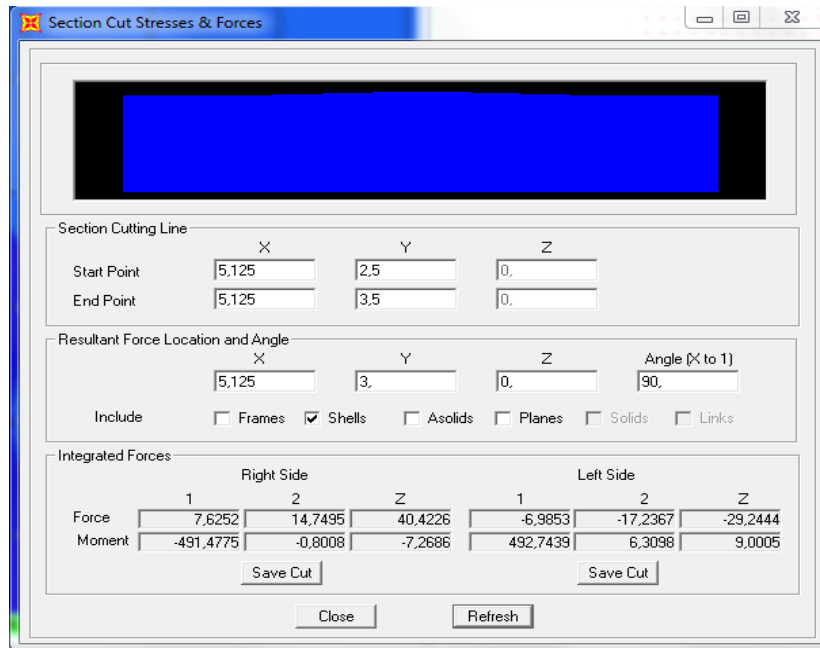 Section Cut Stresses & Forces
Section Cutting Line
X Y Z
Start Point 5,125 2,5 0,
End Point 5,125 3,5 0,
Resultant Force Location and Angle
X Y Z Angle (X to 1)
5,125 3, 0, 90,
Include Frames Shells Asolids Planes Solids Links
Integrated Forces
Right Side Left Side
1 2 Z 1 2 Z
Force 7,6252 14,7495 40,4226 -6,9853 -17,2367 -29,2444
Moment -491,4775 -0,8008 -7,2686 492,7439 6,3098 9,0005
Save Cut Save Cut
Close Refresh